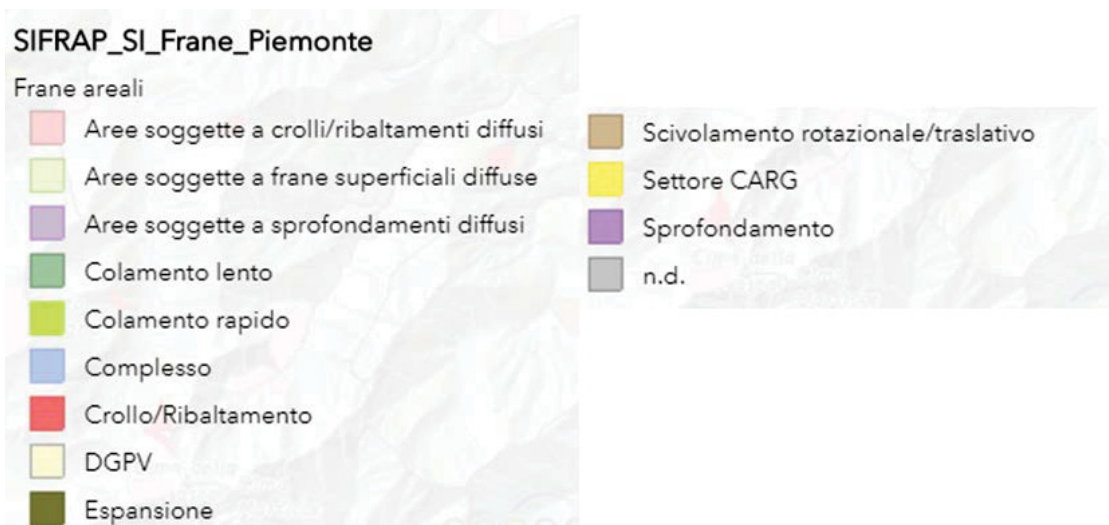 SIFRAP_SI_Frane_Piemonte
Frane areali
Aree soggette a crolli/ribaltamenti diffusi
Aree soggette a frane superficiali diffuse
Aree soggette a sprofondamenti diffusi
Colamento lento
Colamento rapido
Complesso
Crollo/Ribaltamento
DGPV
Espansione
Scivolamento rotazionale/traslativo
Settore CARG
Sprofondamento
n.d.